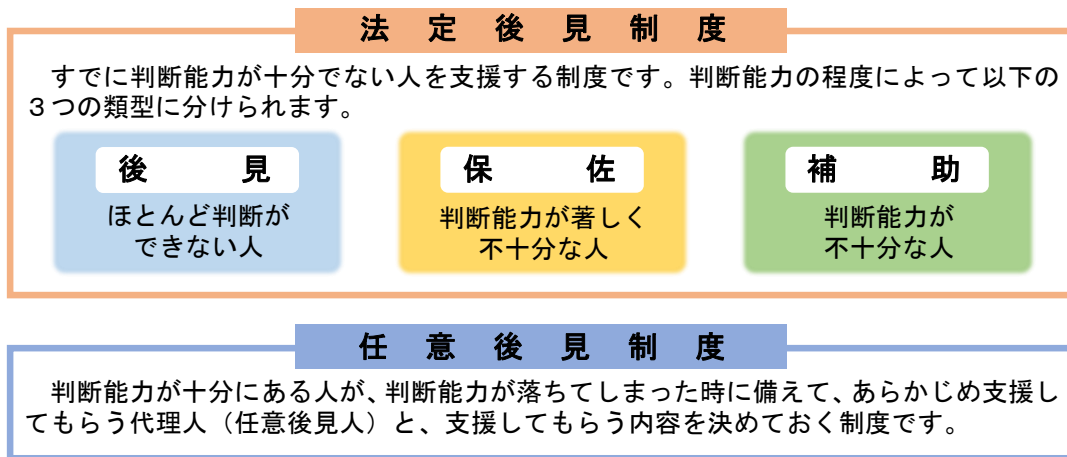 法定後見制度
すでに判断能力が十分でない人を支援する制度です。判断能力の程度によって以下の
３つの類型に分けられます。
後見
ほとんど判断が
できない人
保佐
判断能力が著しく
不十分な人
補助
判断能力が
不十分な人
任意後見制度
判断能力が十分にある人が、判断能力が落ちてしまった時に備えて、あらかじめ支援し
てもらう代理人（任意後見人）と、支援してもらう内容を決めておく制度です。